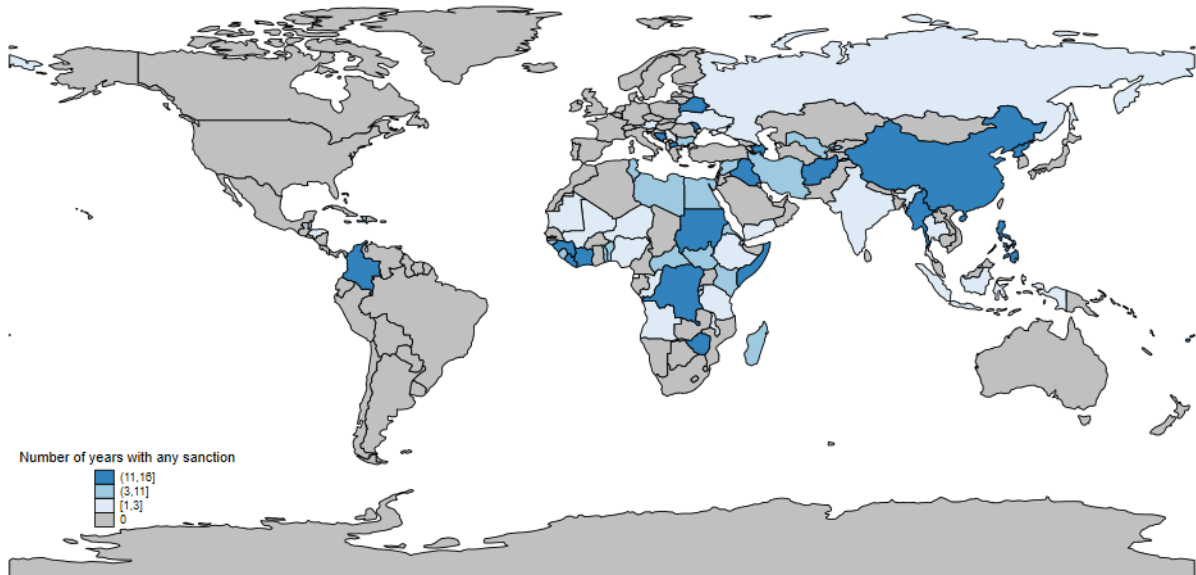 Number of years with any sanction
(11,16]
(3,11]
[1,3]
0